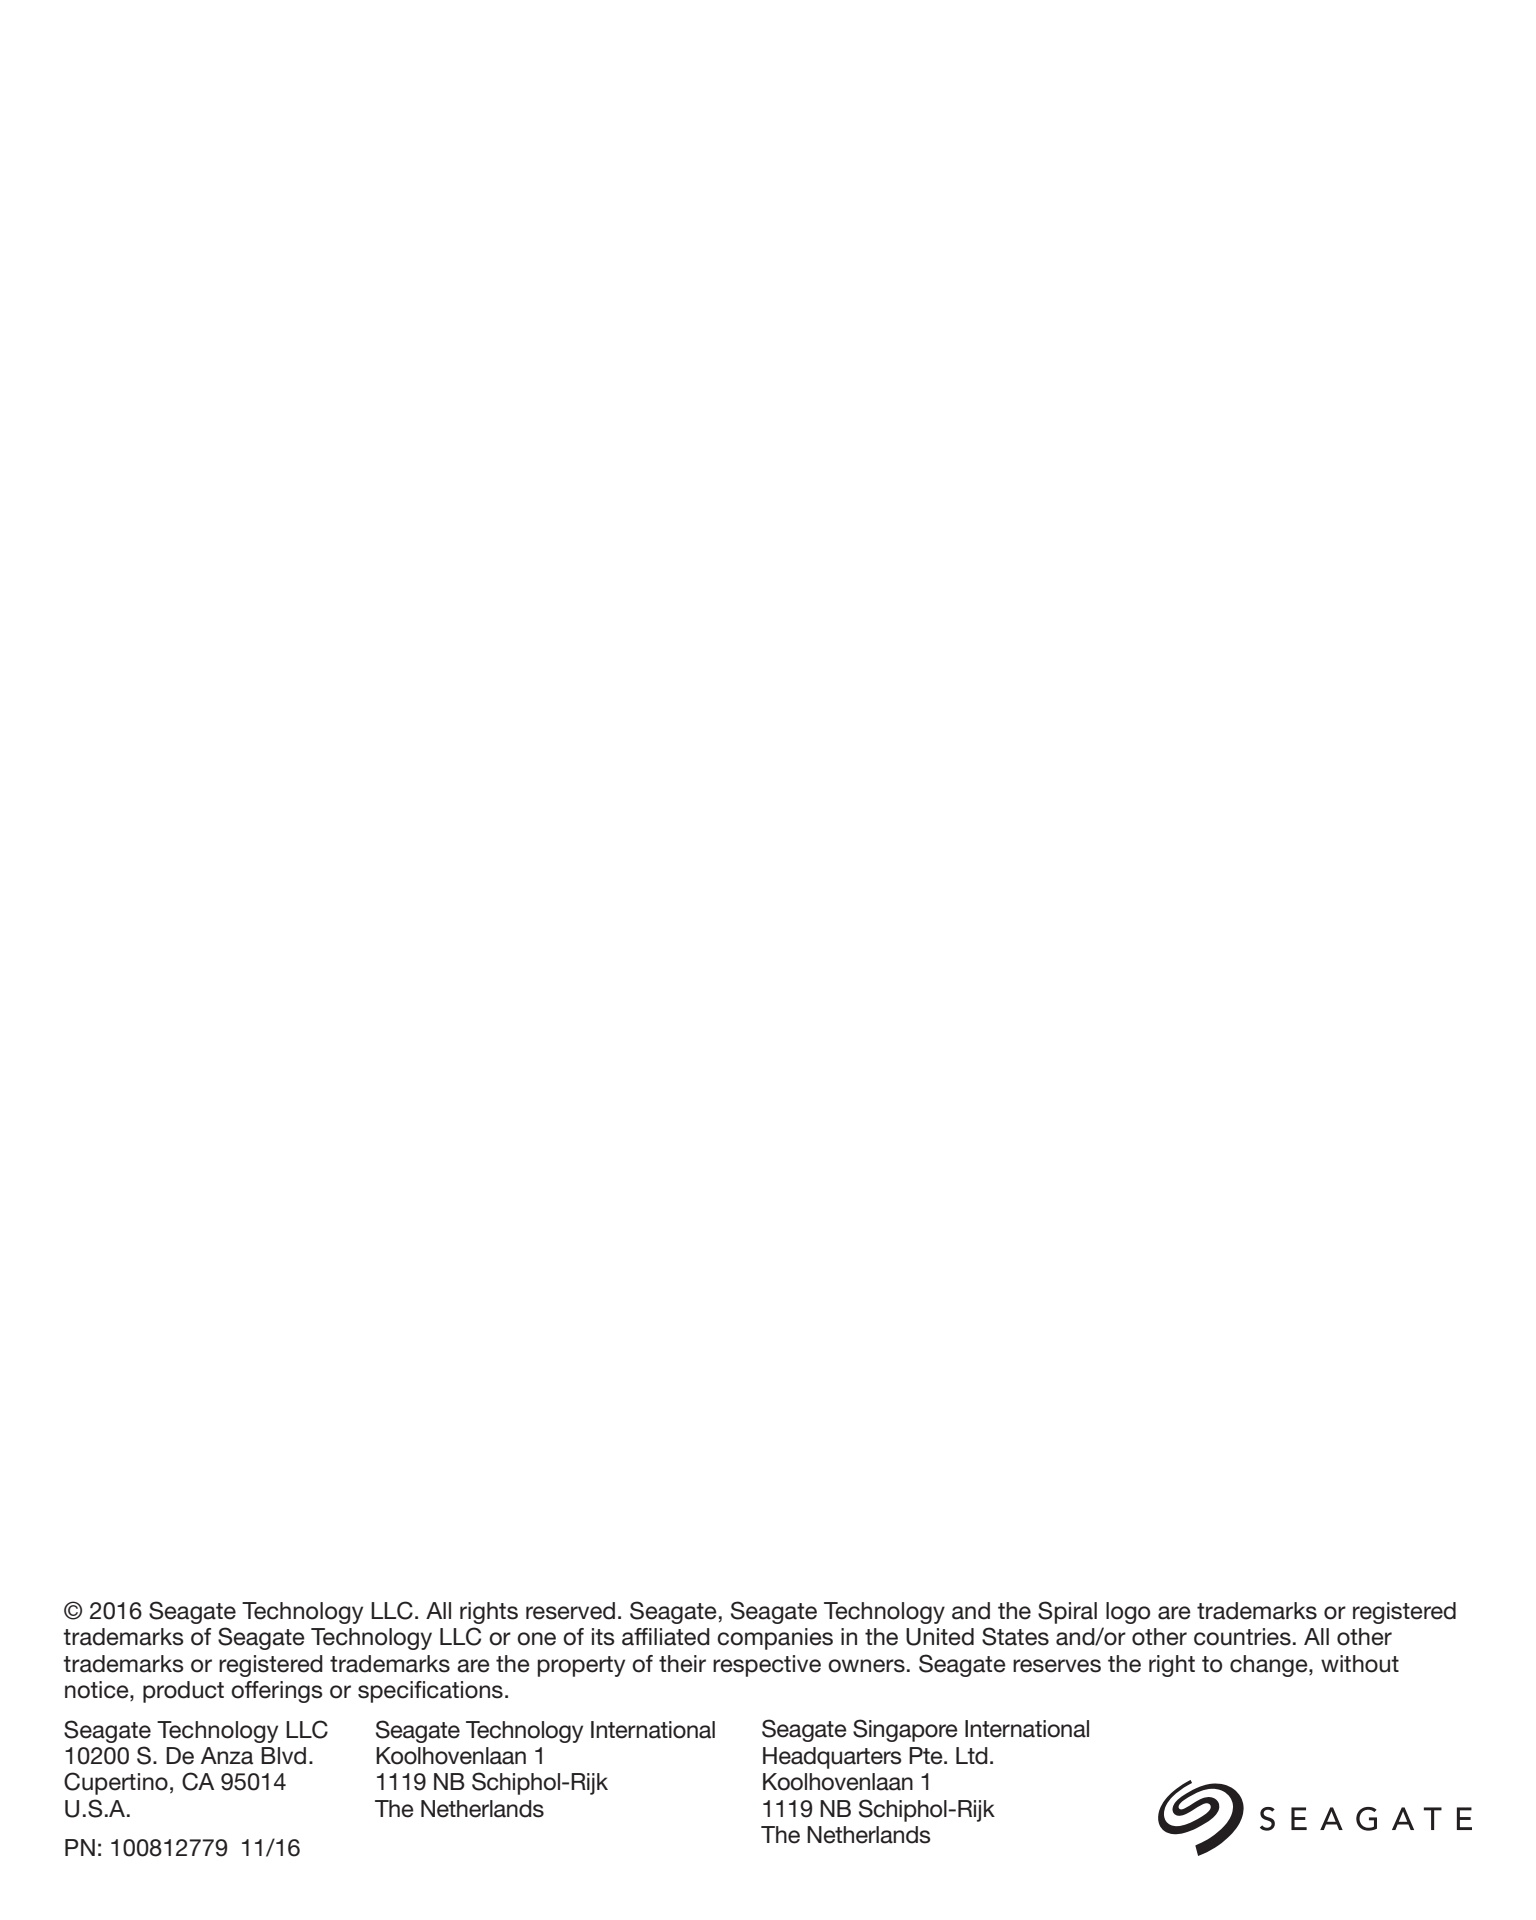 © 2016 Seagate Technology LLC. All rights reserved. Seagate, Seagate Technology and the Spiral logo are trademarks or registered
trademarks of Seagate Technology LLC or one of its affiliated companies in the United States and/or other countries. All other
trademarks or registered trademarks are the property of their respective owners. Seagate reserves the right to change, without
notice, product offerings or specifications.
Seagate Technology LLC
10200 S. De Anza Blvd.
Cupertino, CA 95014
U.S.A.
PN: 100812779 11/16
Seagate Technology International
Koolhovenlaan 1
1119 NB Schiphol-Rijk
The Netherlands
Seagate Singapore International
Headquarters Pte. Ltd.
Koolhovenlaan 1
1119 NB Schiphol-Rijk
The Netherlands
SEAGATE